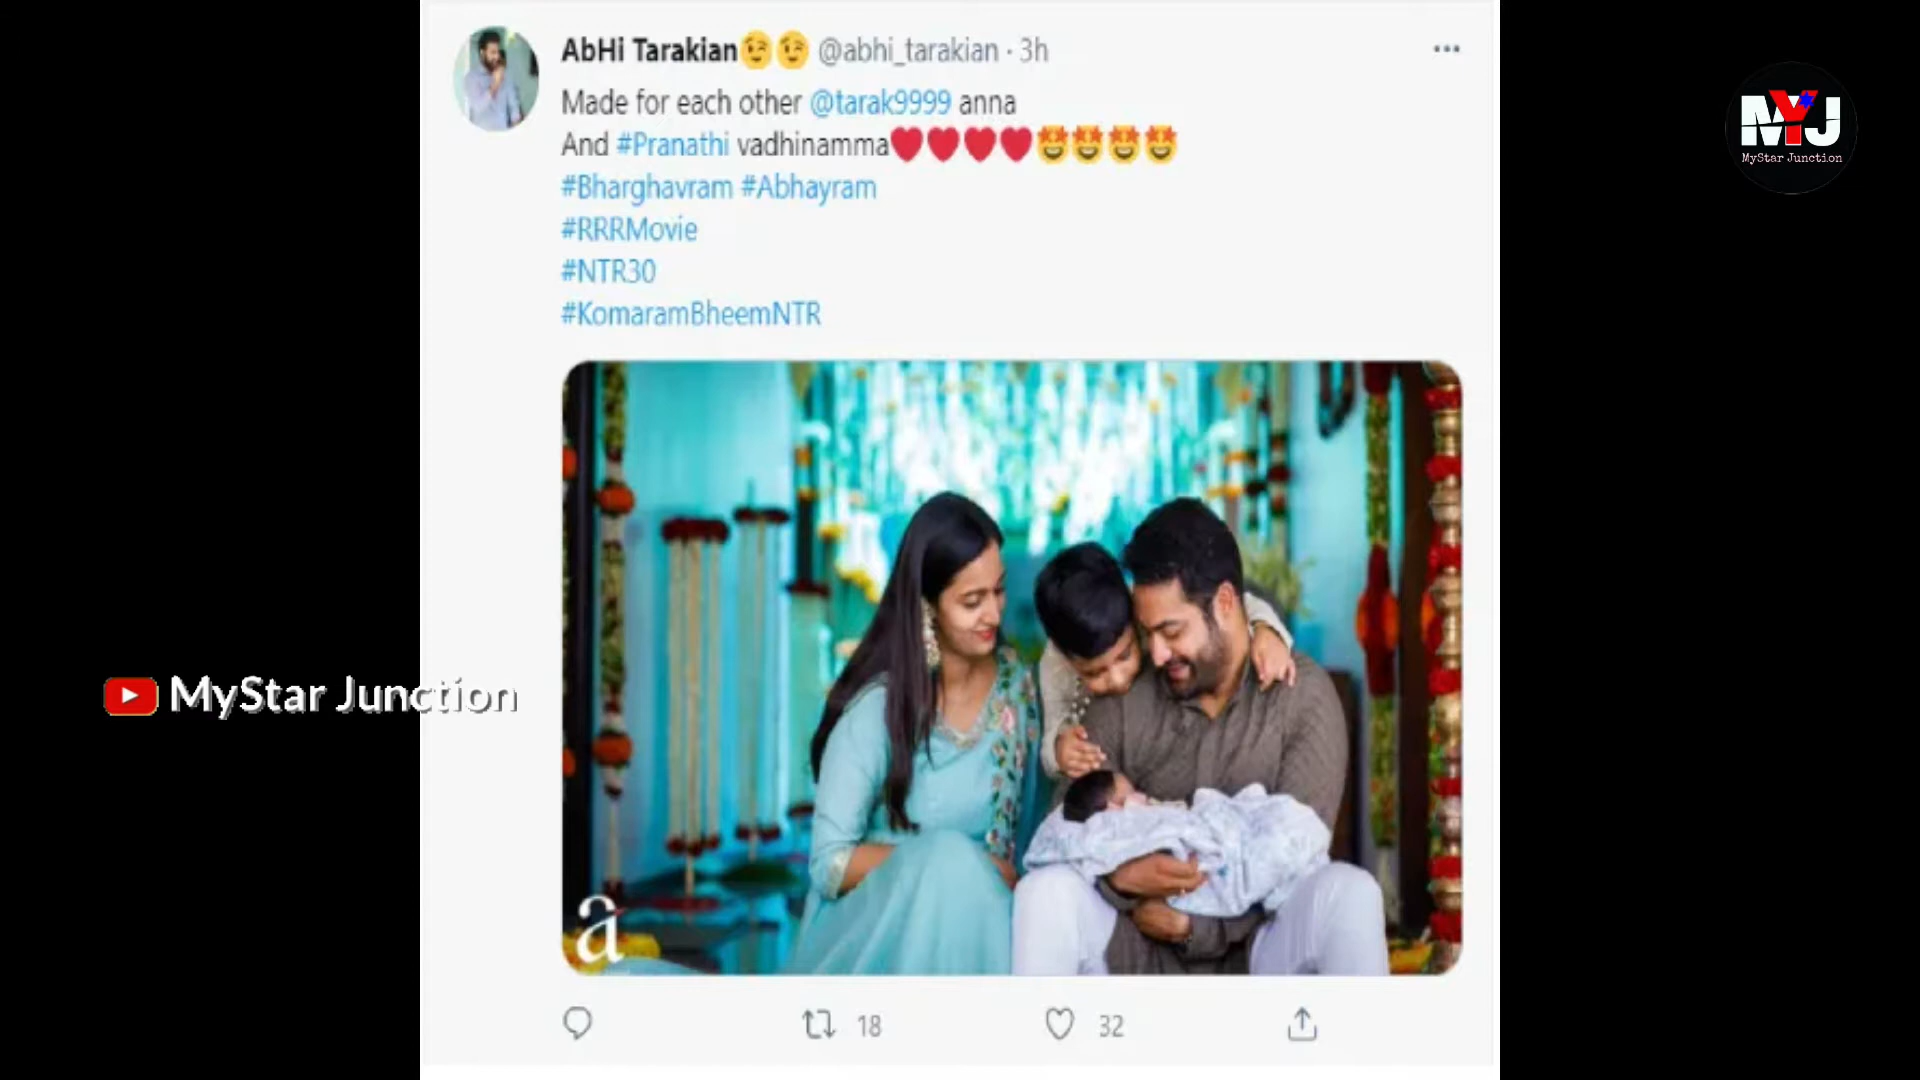 AbHi Tarakian😉😉 @abhi_tarakian · 3h
Made for each other @tarak9999 anna
And #Pranathi vadhinamma❤❤❤❤🤩🤩🤩🤩
#Bharghavram #Abhayram
#RRRMovie
#NTR30
#KomaramBheemNTR
MYJ
MyStar Junction
MyStar Junction
a
18
32